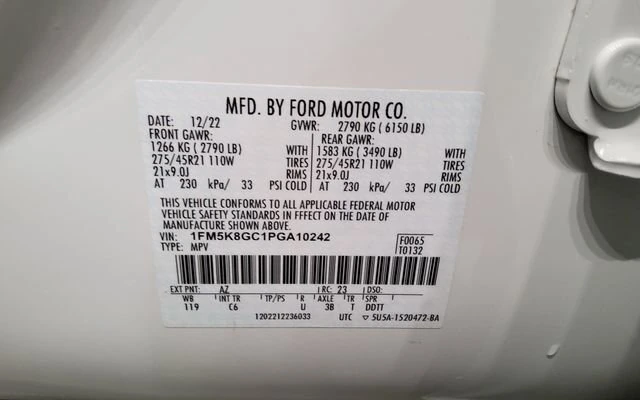 MFD. BY FORD MOTOR CO.
DATE: 12/22 GVWR: 2790 KG (6150 LB)
FRONT GAWR: REAR GAWR:
1266 KG (2790 LB) WITH 1583 KG (3490 LB) WITH
275/45R21 110W TIRES 275/45R21 110W TIRES
21x9.0J RIMS 21x9.0J RIMS
AT 230 kPa/ 33 PSI COLD AT 230 kPa/ 33 PSI COLD
THIS VEHICLE CONFORMS TO ALL APPLICABLE FEDERAL MOTOR
VEHICLE SAFETY STANDARDS IN EFFECT ON THE DATE OF
MANUFACTURE SHOWN ABOVE.
VIN: 1FM5K8GC1PGA10242 F0065
TYPE: MPV T0132
EXT PNT: AZ RC: 23 DSO:
WB INT TR TP/PS R AXLE TR SPR
119 C6 U 3B T DDTT
1202212236033 UTC ▽ 5U5A-1520472-BA